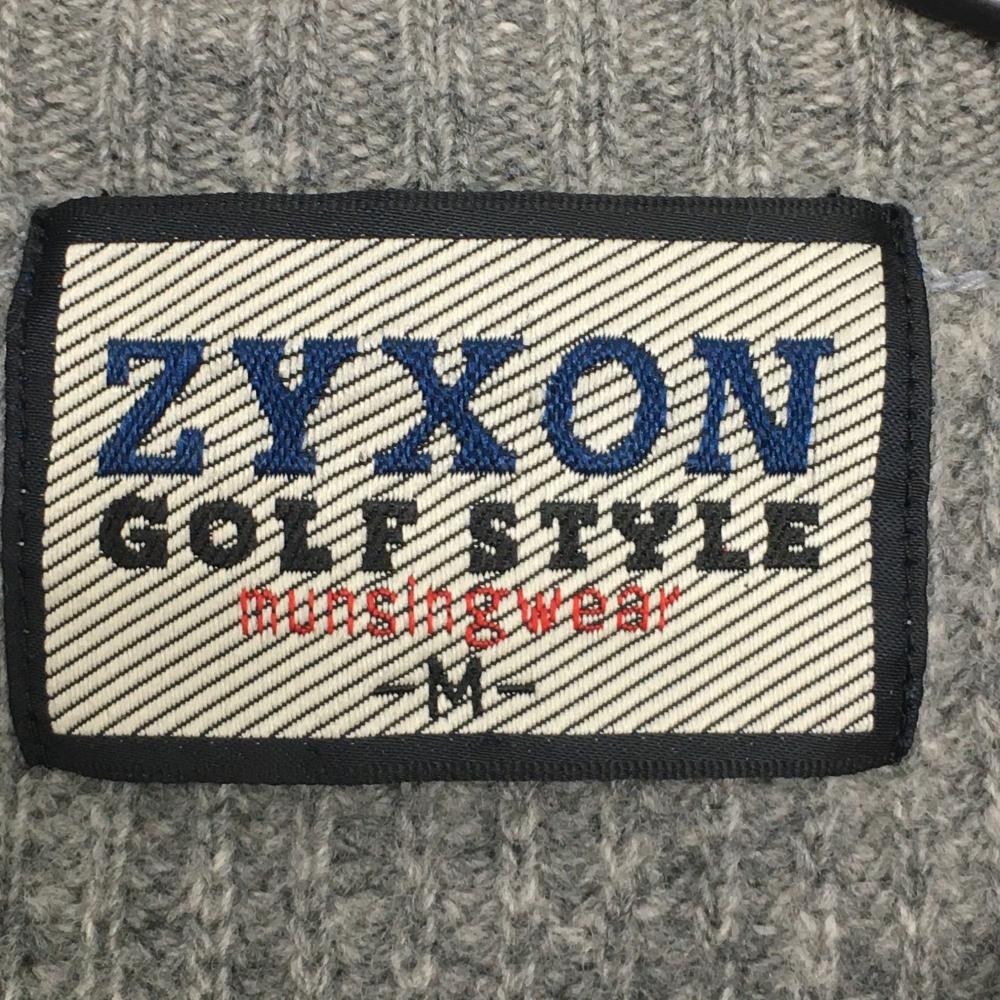 ZYXON
GOLF STYLE
munsingwear
-M-